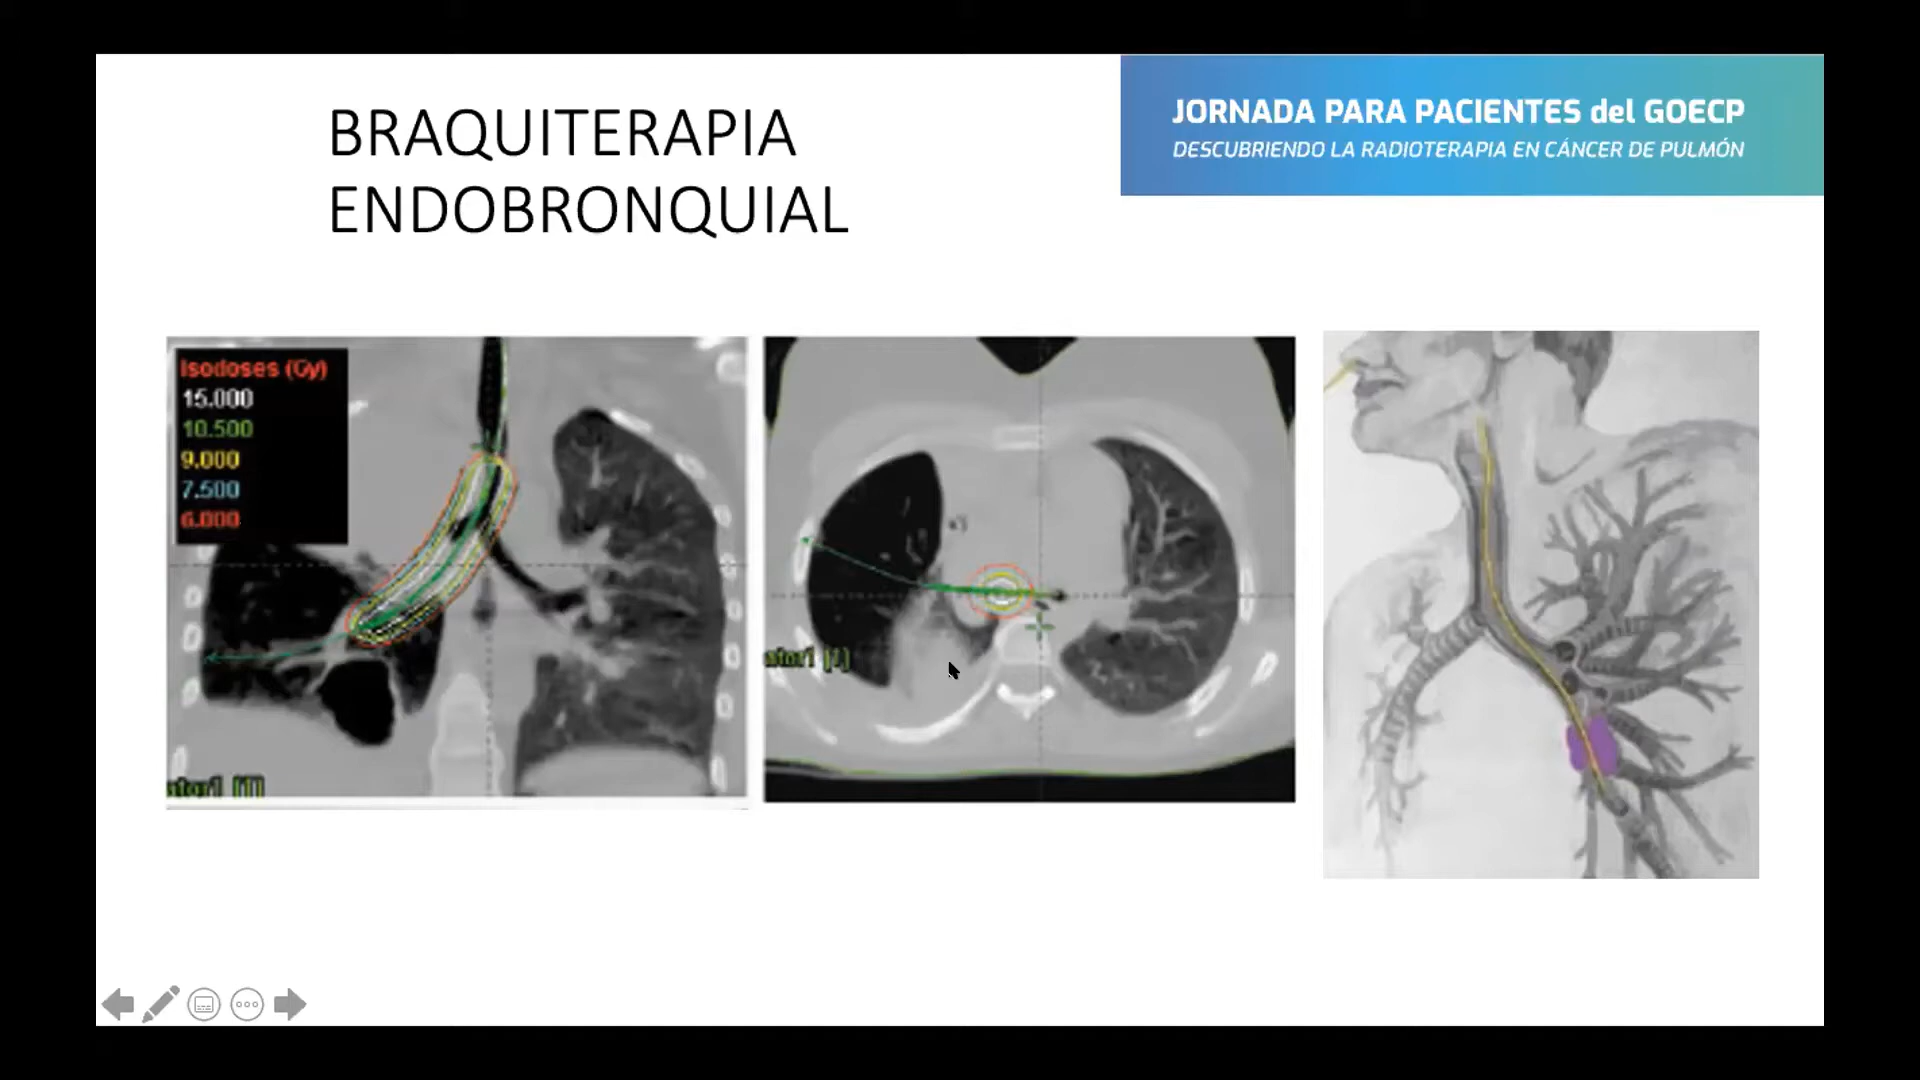 BRAQUITERAPIA
ENDOBRONQUIAL
JORNADA PARA PACIENTES del GOECP
DESCUBRIENDO LA RADIOTERAPIA EN CÁNCER DE PULMÓN
Isodoses (Gy)
15.000
10.500
9.000
7.500
6.000